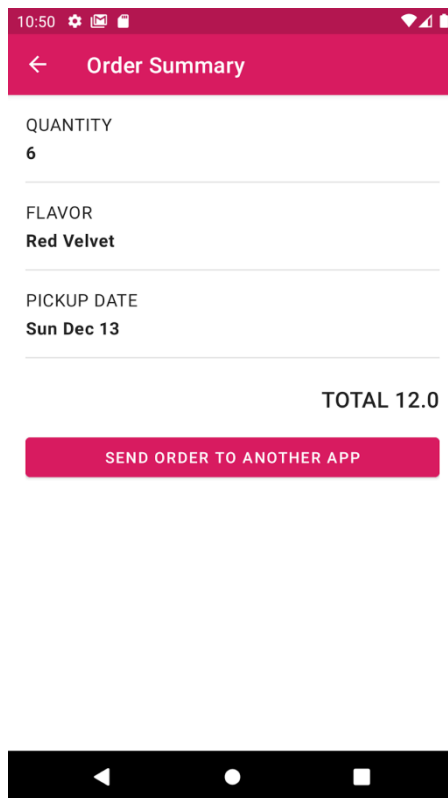 10:50
Order Summary
QUANTITY
6
FLAVOR
Red Velvet
PICKUP DATE
Sun Dec 13
TOTAL 12.0
SEND ORDER TO ANOTHER APP